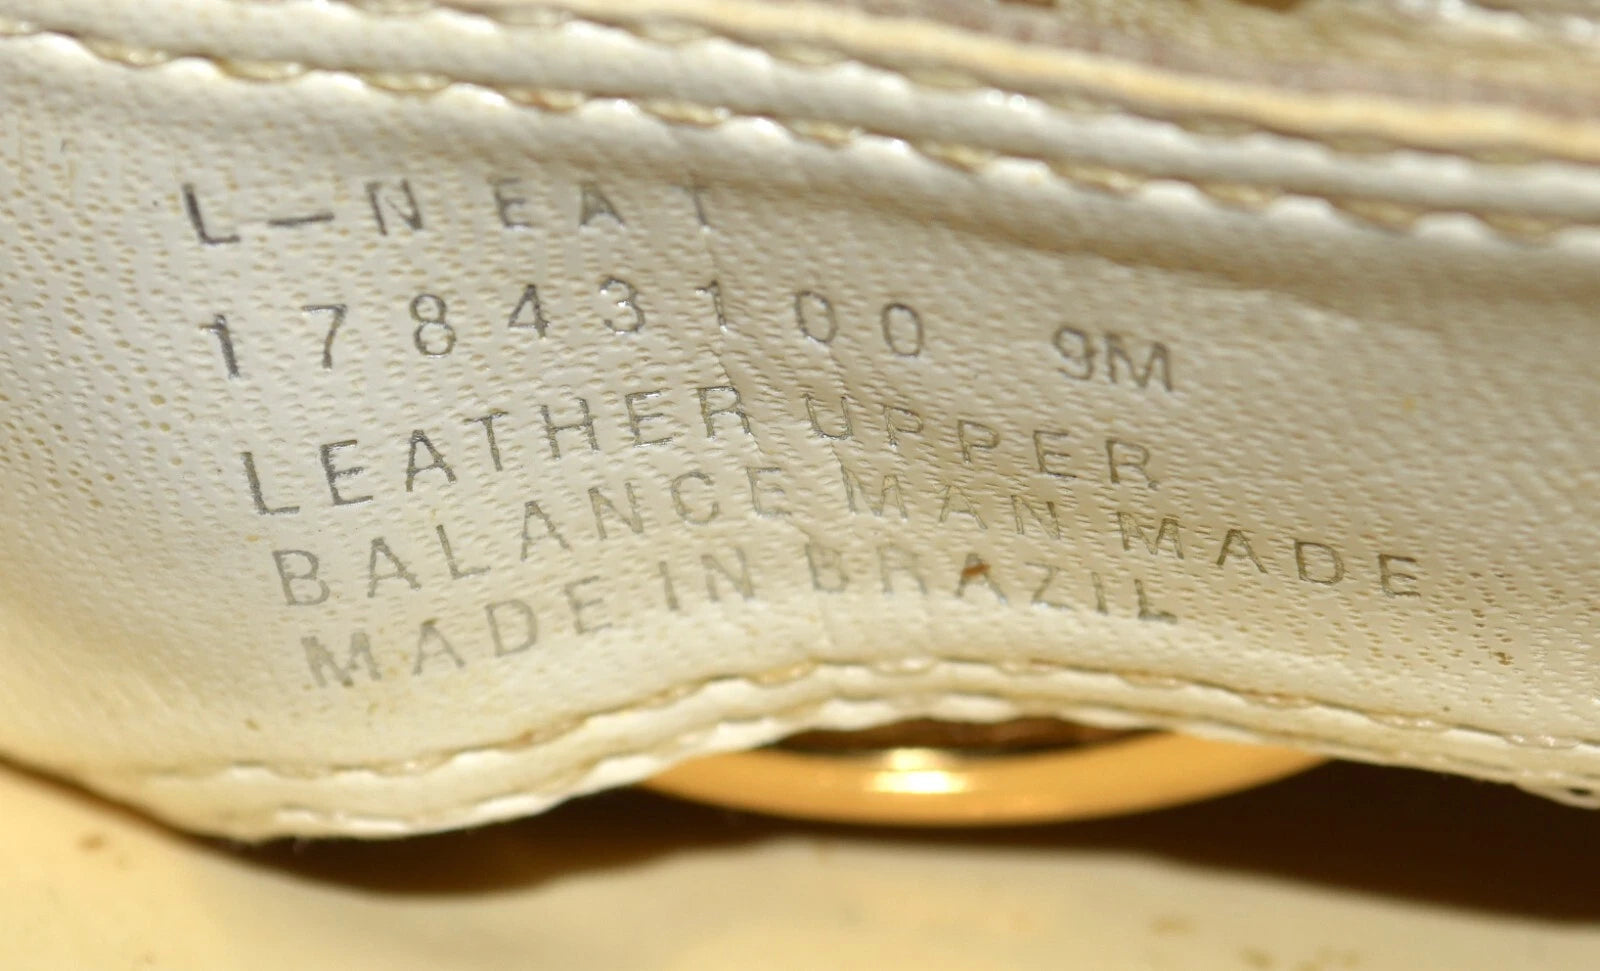 L-NEAT
17843100 9M
LEATHER UPPER
BALANCE MAN MADE
MADE IN BRAZIL